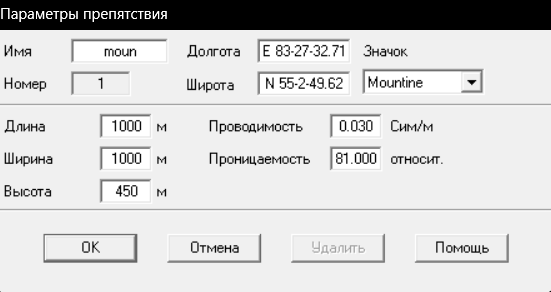 Параметры препятствия
Имя moun Долгота E 83-27-32.71 Значок
Номер 1 Широта N 55-2-49.62 Mountine
Длина 1000 м Проводимость 0.030 Сим/м
Ширина 1000 м Проницаемость 81.000 относит.
Высота 450 м
OK Отмена Удалить Помощь